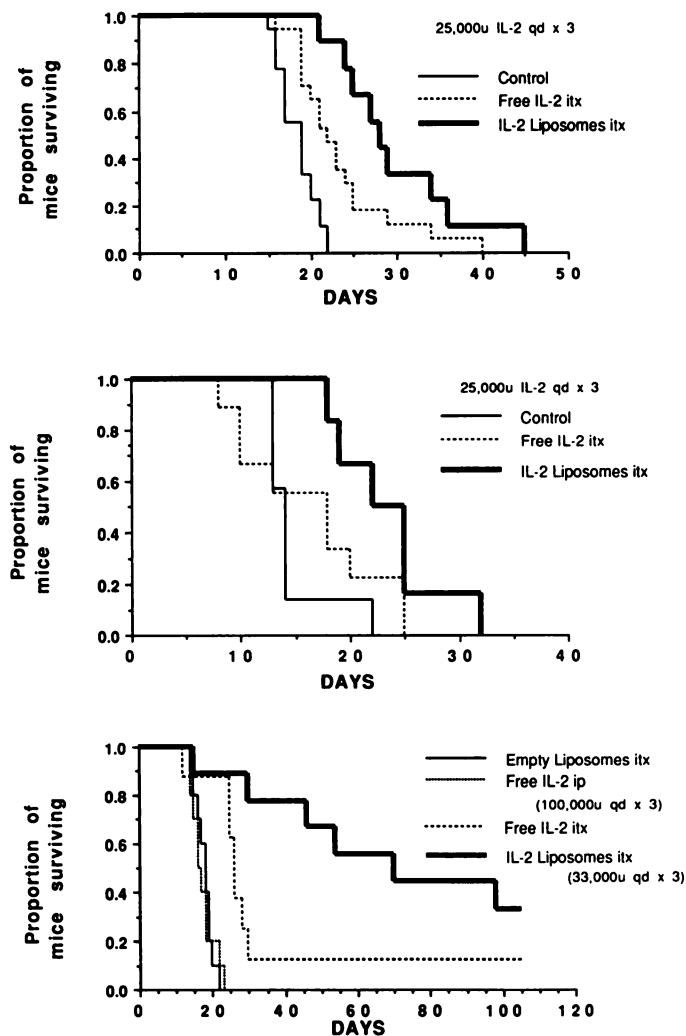 25,000u IL-2 qd x 3
Control
Free IL-2 itx
IL-2 Liposomes itx
Proportion of
mice surviving
1.0
0.8
0.6
0.4
0.2
0.0
0 10 20 30 40 50
DAYS
25,000u IL-2 qd x 3
Control
Free IL-2 itx
IL-2 Liposomes itx
Proportion of
mice surviving
1.0
0.8
0.6
0.4
0.2
0.0
0 10 20 30 40
DAYS
Empty Liposomes itx
Free IL-2 ip
(100,000u qd x 3)
Free IL-2 itx
IL-2 Liposomes itx
(33,000u qd x 3)
Proportion of
mice surviving
1.0
0.8
0.6
0.4
0.2
0.0
0 20 40 60 80 100 120
DAYS